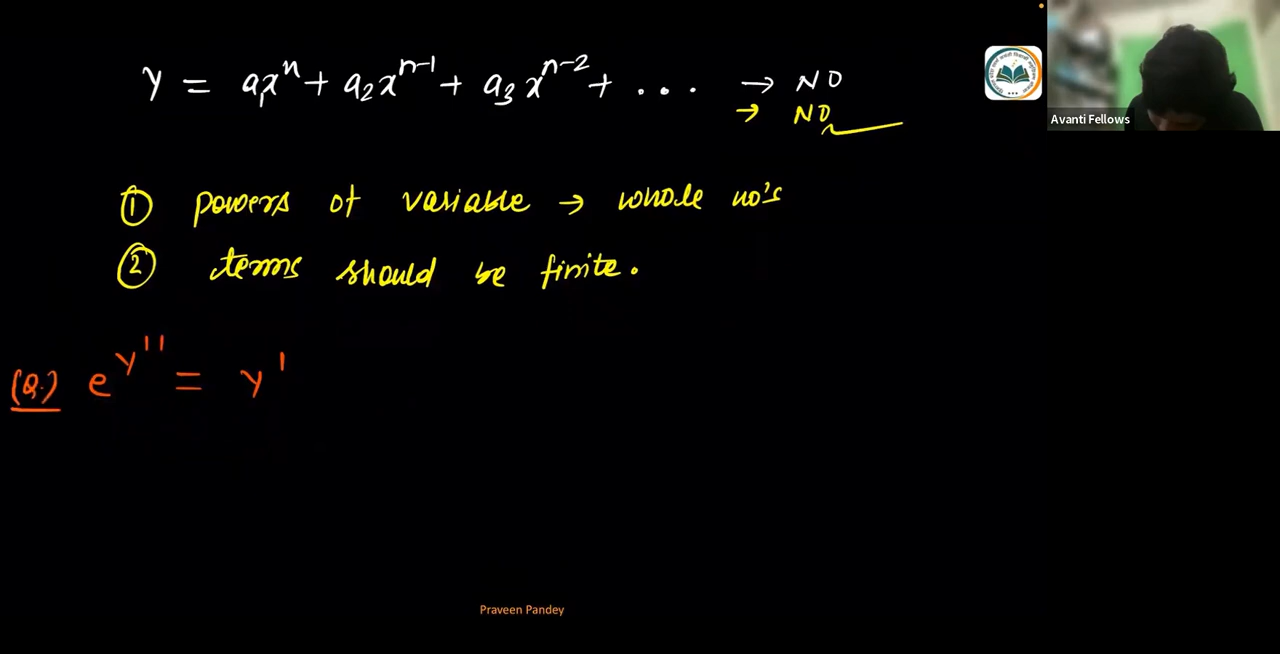 y = a₁xⁿ + a₂xⁿ⁻¹ + a₃xⁿ⁻² + ... → NO
→ NO
① powers of variable → whole no's
② terms should be finite.
(Q.) e^y'' = y'
Avanti Fellows
Praveen Pandey